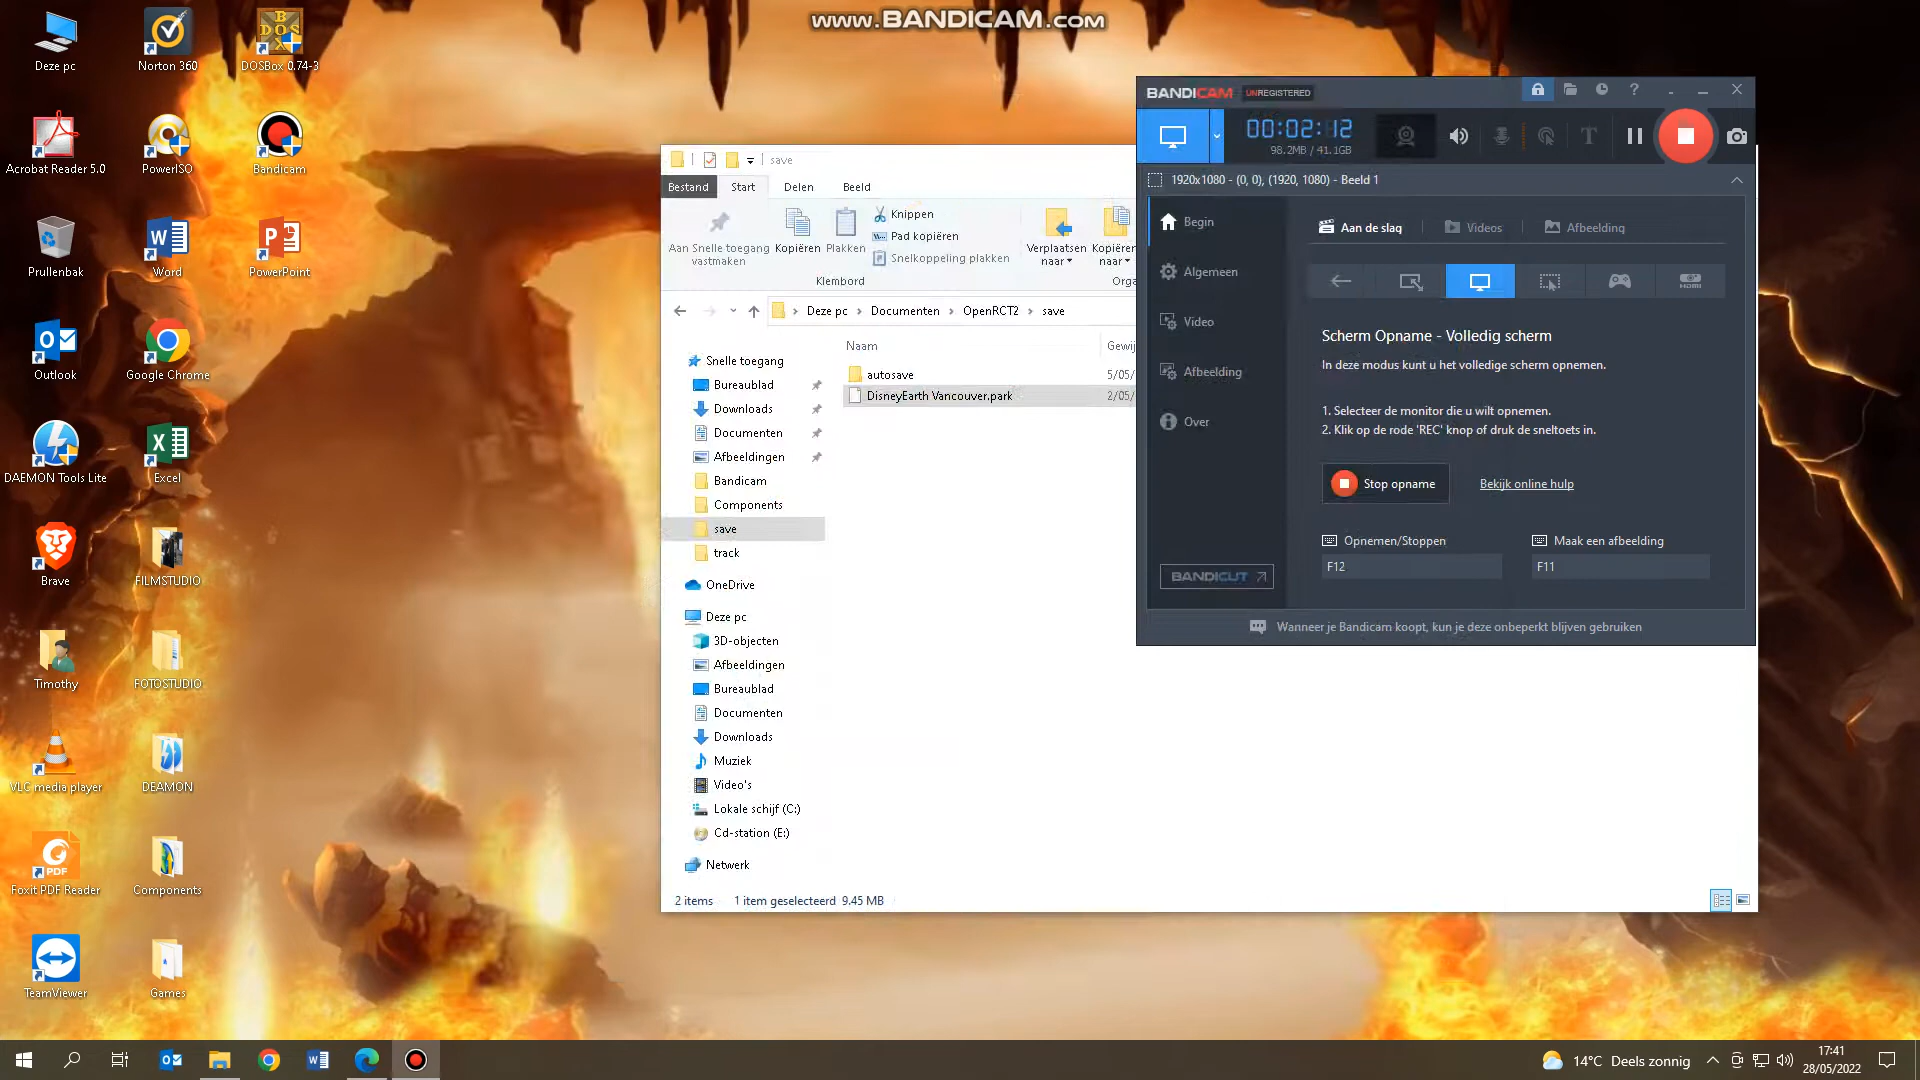 www.BANDICAM.com
Deze pc
Norton 360
DOSBox 0.74-3
Acrobat Reader 5.0
PowerISO
Bandicam
Prullenbak
Word
PowerPoint
Outlook
Google Chrome
DAEMON Tools Lite
Excel
Brave
FILMSTUDIO
Timothy
FOTOSTUDIO
VLC media player
DEAMON
Foxit PDF Reader
Components
TeamViewer
Games
save
Bestand
Start
Delen
Beeld
Aan Snelle toegang vastmaken
Kopiëren
Plakken
Knippen
Pad kopiëren
Snelkoppeling plakken
Klembord
Verplaatsen naar
Kopiëren naar
Orga
Deze pc
Documenten
OpenRCT2
save
Naam
Gewij
autosave
5/05/
DisneyEarth Vancouver.park
2/05/
Snelle toegang
Bureaublad
Downloads
Documenten
Afbeeldingen
Bandicam
Components
save
track
OneDrive
Deze pc
3D-objecten
Afbeeldingen
Bureaublad
Documenten
Downloads
Muziek
Video's
Lokale schijf (C:)
Cd-station (E:)
Netwerk
2 items
1 item geselecteerd 9.45 MB
BANDICAM UNREGISTERED
00:02:12
98.2MB / 41.1GB
1920x1080 - (0, 0), (1920, 1080) - Beeld 1
Begin
Algemeen
Video
Afbeelding
Over
BANDICUT
Aan de slag
Videos
Afbeelding
HDMI
Scherm Opname - Volledig scherm
In deze modus kunt u het volledige scherm opnemen.
1. Selecteer de monitor die u wilt opnemen.
2. Klik op de rode 'REC' knop of druk de sneltoets in.
Stop opname
Bekijk online hulp
Opnemen/Stoppen
Maak een afbeelding
F12
F11
Wanneer je Bandicam koopt, kun je deze onbeperkt blijven gebruiken
14°C Deels zonnig
17:41
28/05/2022